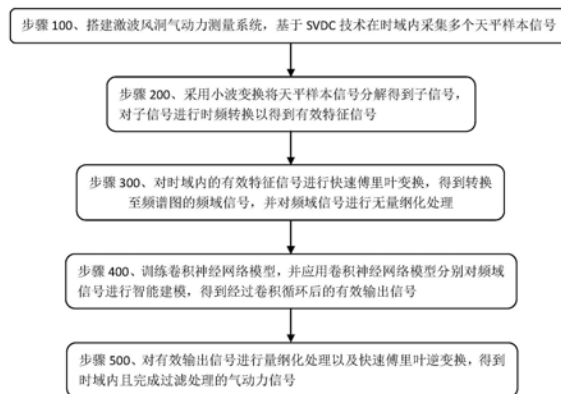 步骤 100、搭建激波风洞气动力测量系统，基于 SVDC 技术在时域内采集多个天平样本信号
步骤 200、采用小波变换将天平样本信号分解得到子信号，
对子信号进行时频转换以得到有效特征信号
步骤 300、对时域内的有效特征信号进行快速傅里叶变换，得到转换
至频谱图的频域信号，并对频域信号进行无量纲化处理
步骤 400、训练卷积神经网络模型，并应用卷积神经网络模型分别对频域
信号进行智能建模，得到经过卷积循环后的有效输出信号
步骤 500、对有效输出信号进行量纲化处理以及快速傅里叶逆变换，得到
时域内且完成过滤处理的气动力信号